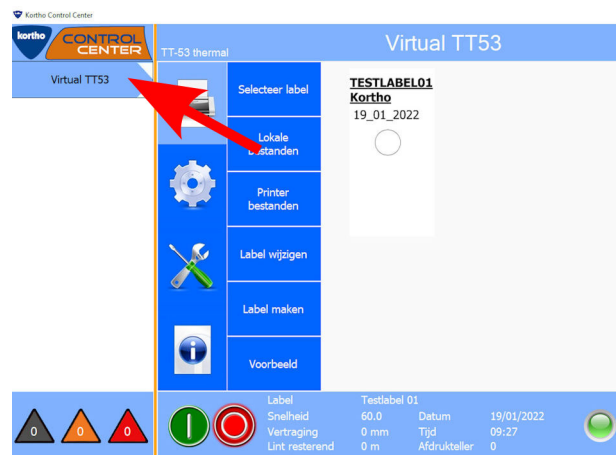 Kortho Control Center
kortho
CONTROL
CENTER
TT-53 thermal
Virtual TT53
Virtual TT53
Selecteer label
Lokale
bestanden
Printer
bestanden
Label wijzigen
Label maken
Voorbeeld
TESTLABEL01
Kortho
19_01_2022
0
0
0
Label Testlabel 01
Snelheid 60.0 Datum 19/01/2022
Vertraging 0 mm Tijd 09:27
Lint resterend 0 m Afdrukteller 0